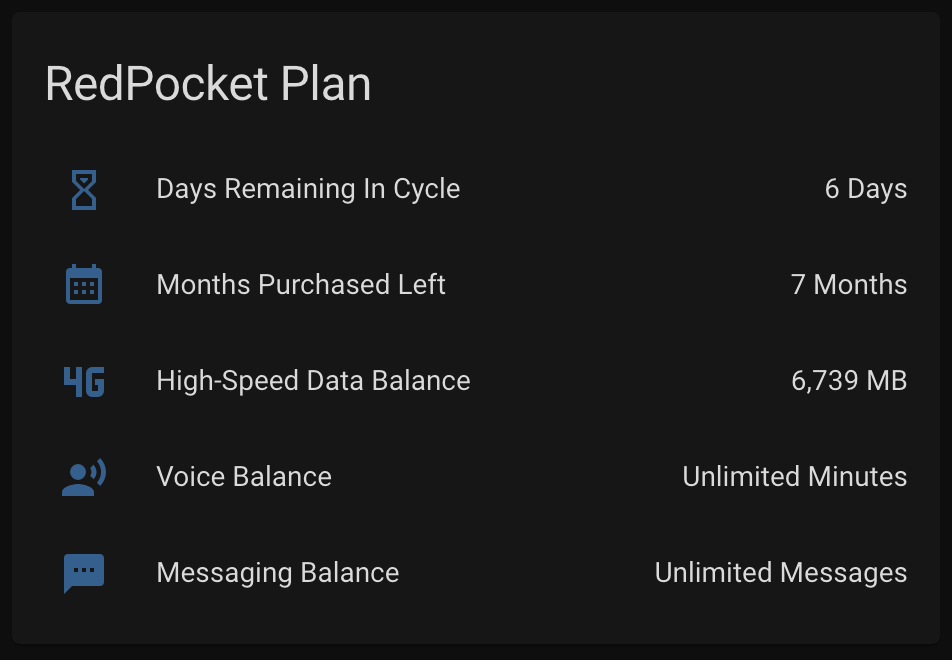 RedPocket Plan
Days Remaining In Cycle 6 Days
Months Purchased Left 7 Months
4G High-Speed Data Balance 6,739 MB
Voice Balance Unlimited Minutes
Messaging Balance Unlimited Messages